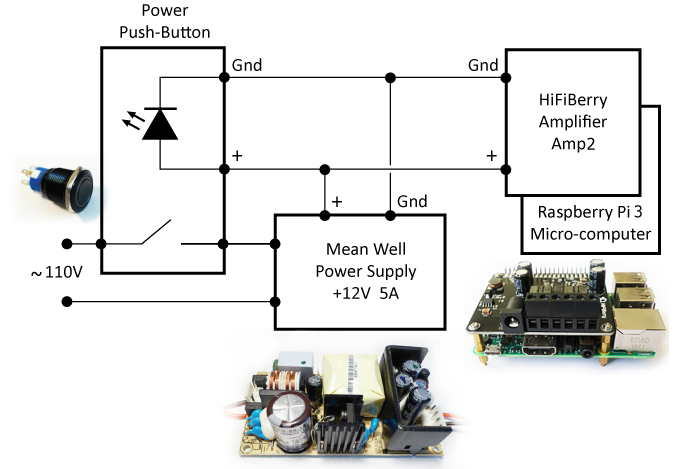 Power
Push-Button
Gnd
Gnd
HiFiBerry
Amplifier
Amp2
+
+
Raspberry Pi 3
Micro-computer
+
Gnd
~110V
Mean Well
Power Supply
+12V 5A